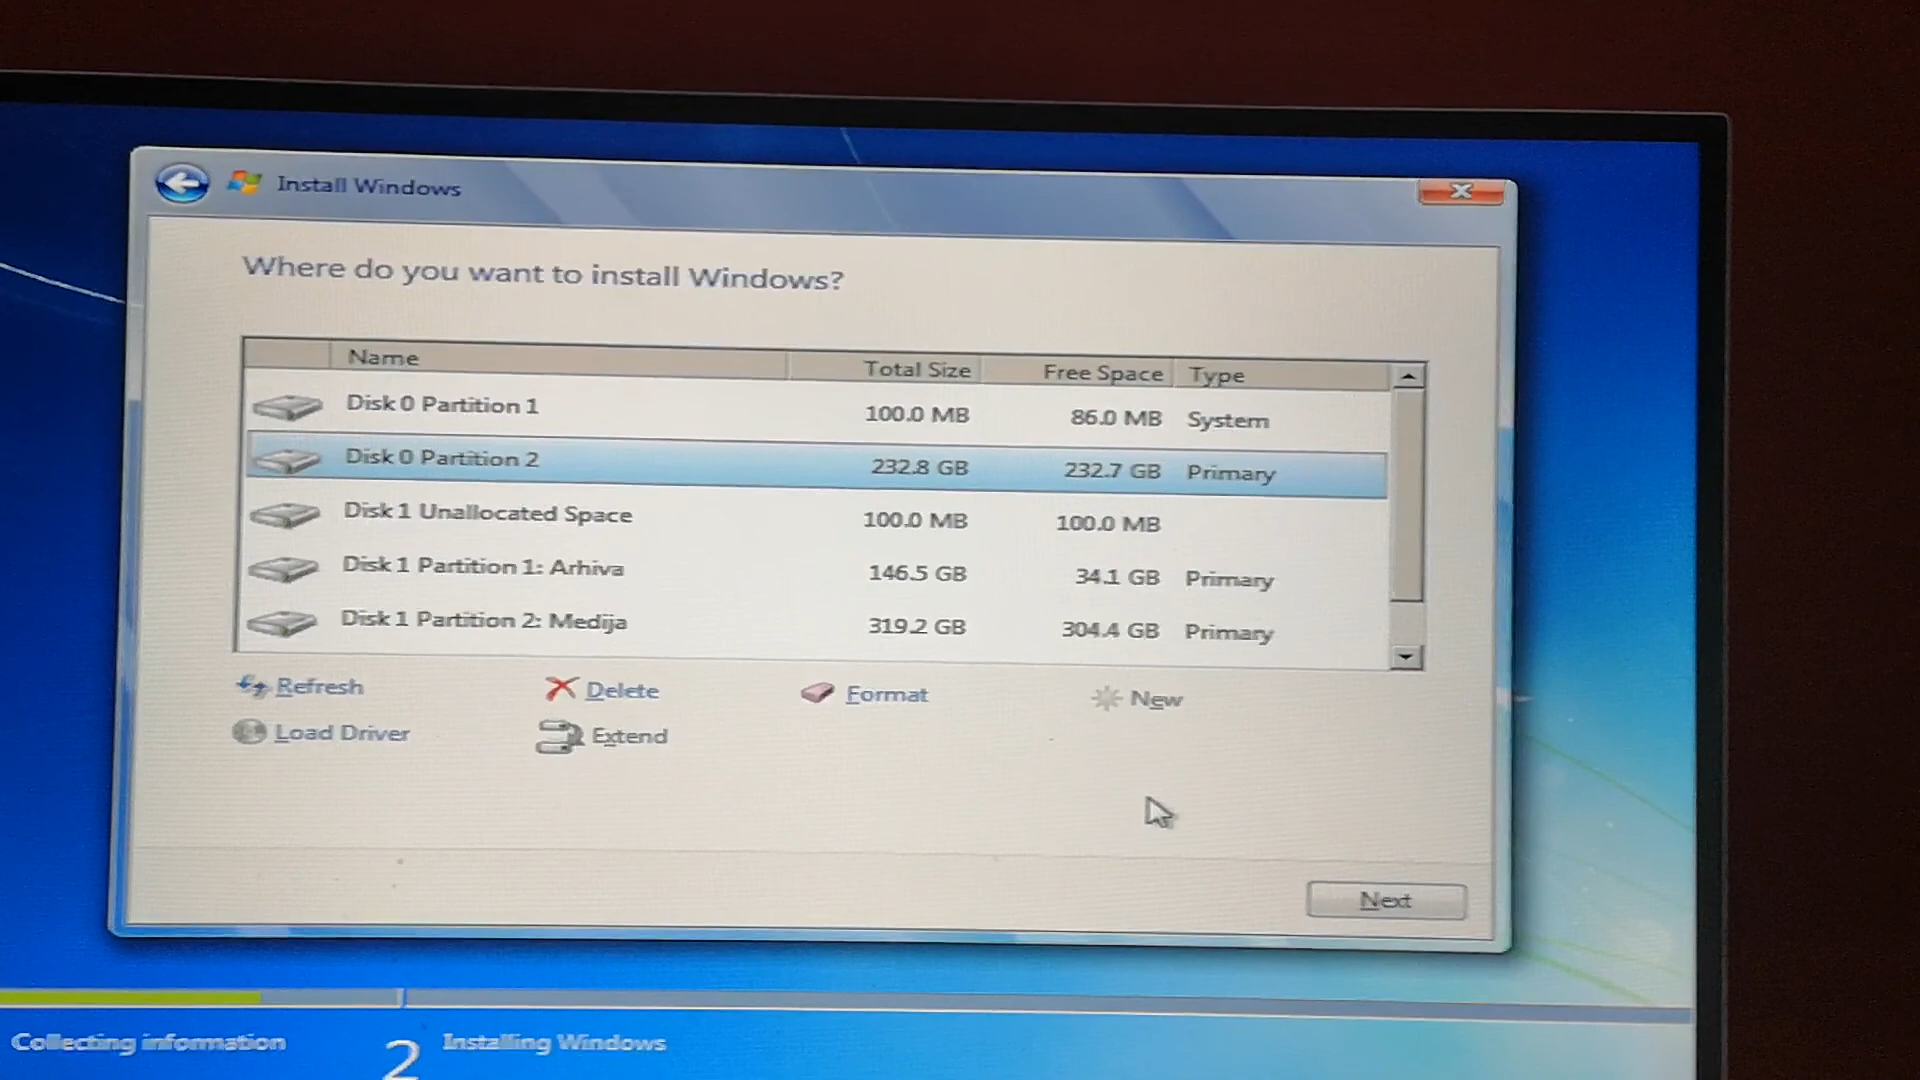 Install Windows
Where do you want to install Windows?
Name Total Size Free Space Type
Disk 0 Partition 1 100.0 MB 86.0 MB System
Disk 0 Partition 2 232.8 GB 232.7 GB Primary
Disk 1 Unallocated Space 100.0 MB 100.0 MB
Disk 1 Partition 1: Arhiva 146.5 GB 34.1 GB Primary
Disk 1 Partition 2: Medija 319.2 GB 304.4 GB Primary
Refresh Delete Format New
Load Driver Extend
Next
Collecting information 2 Installing Windows